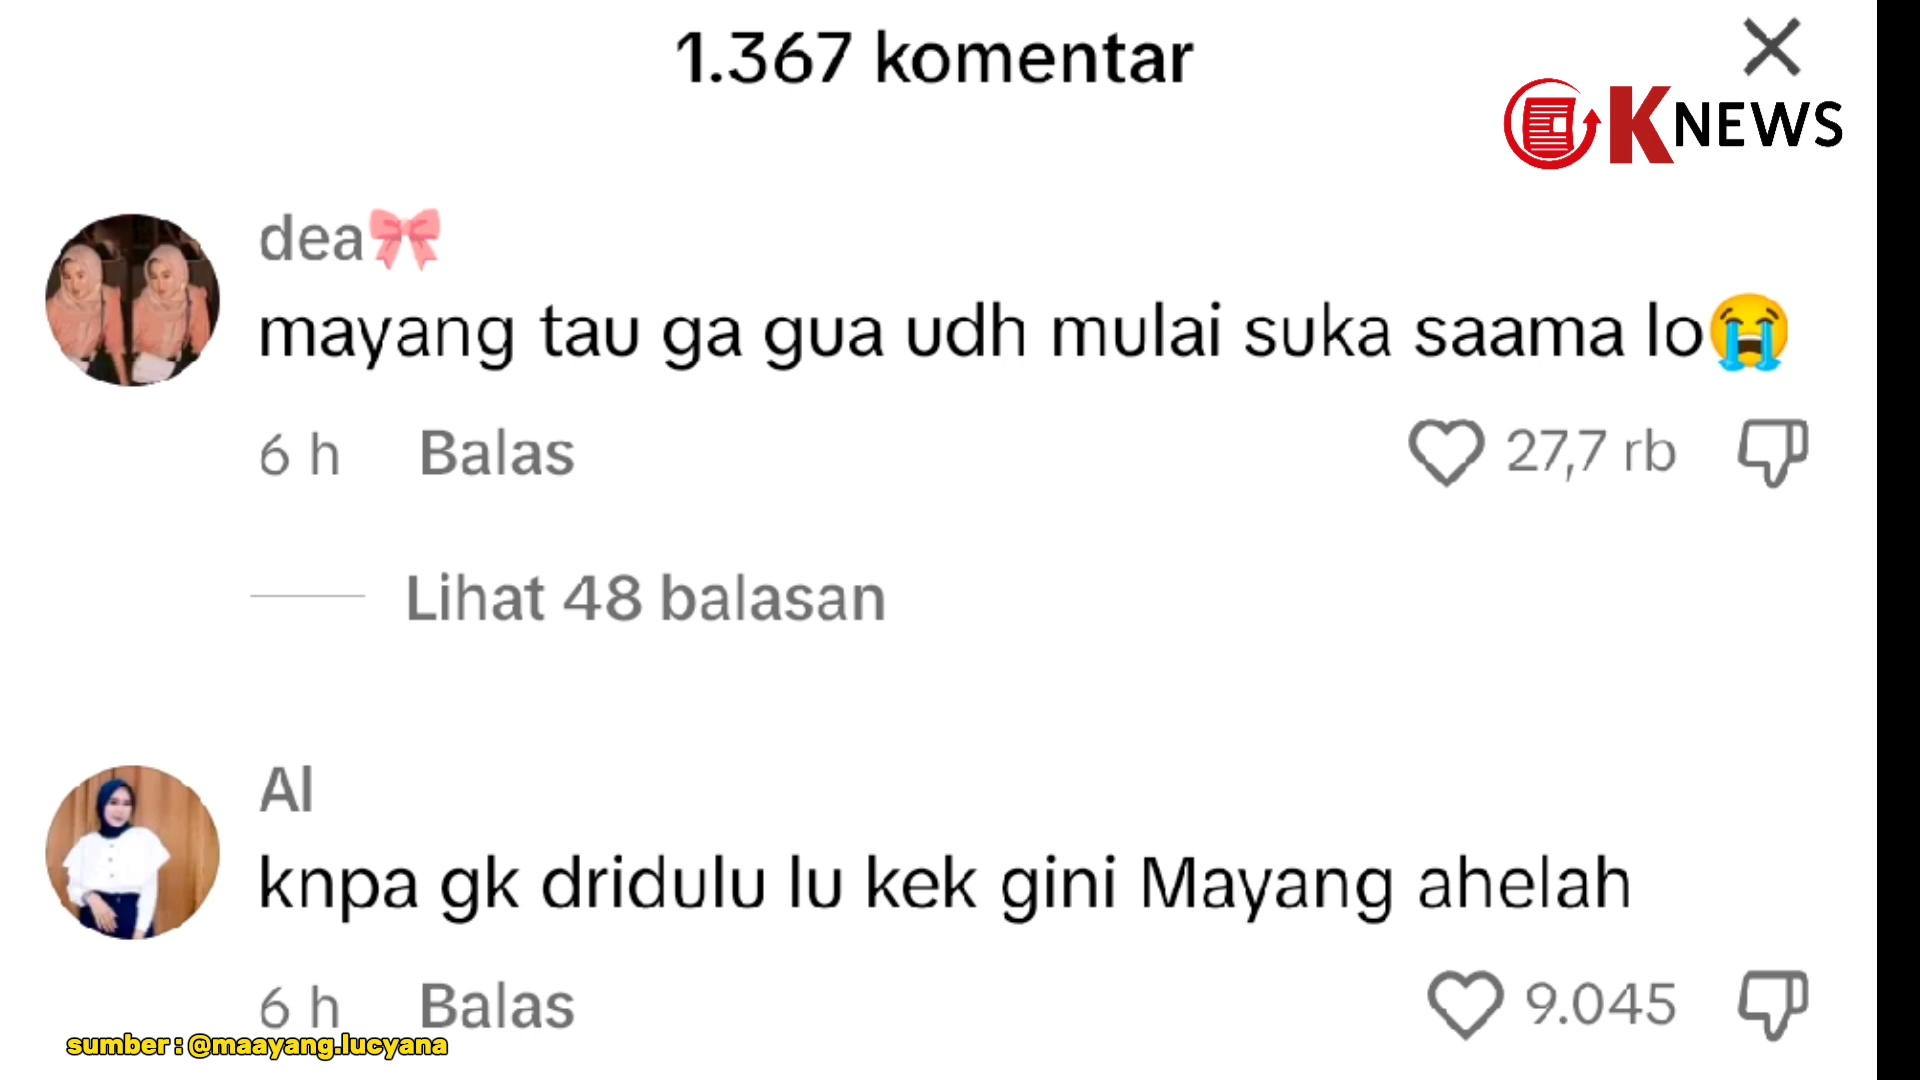 1.367 komentar
KNEWS
dea🎀
mayang tau ga gua udh mulai suka saama lo😭
6 h Balas 27,7 rb
Lihat 48 balasan
Al
knpa gk dridulu lu kek gini Mayang ahelah
6 h Balas 9.045
sumber : @maayang.lucyana